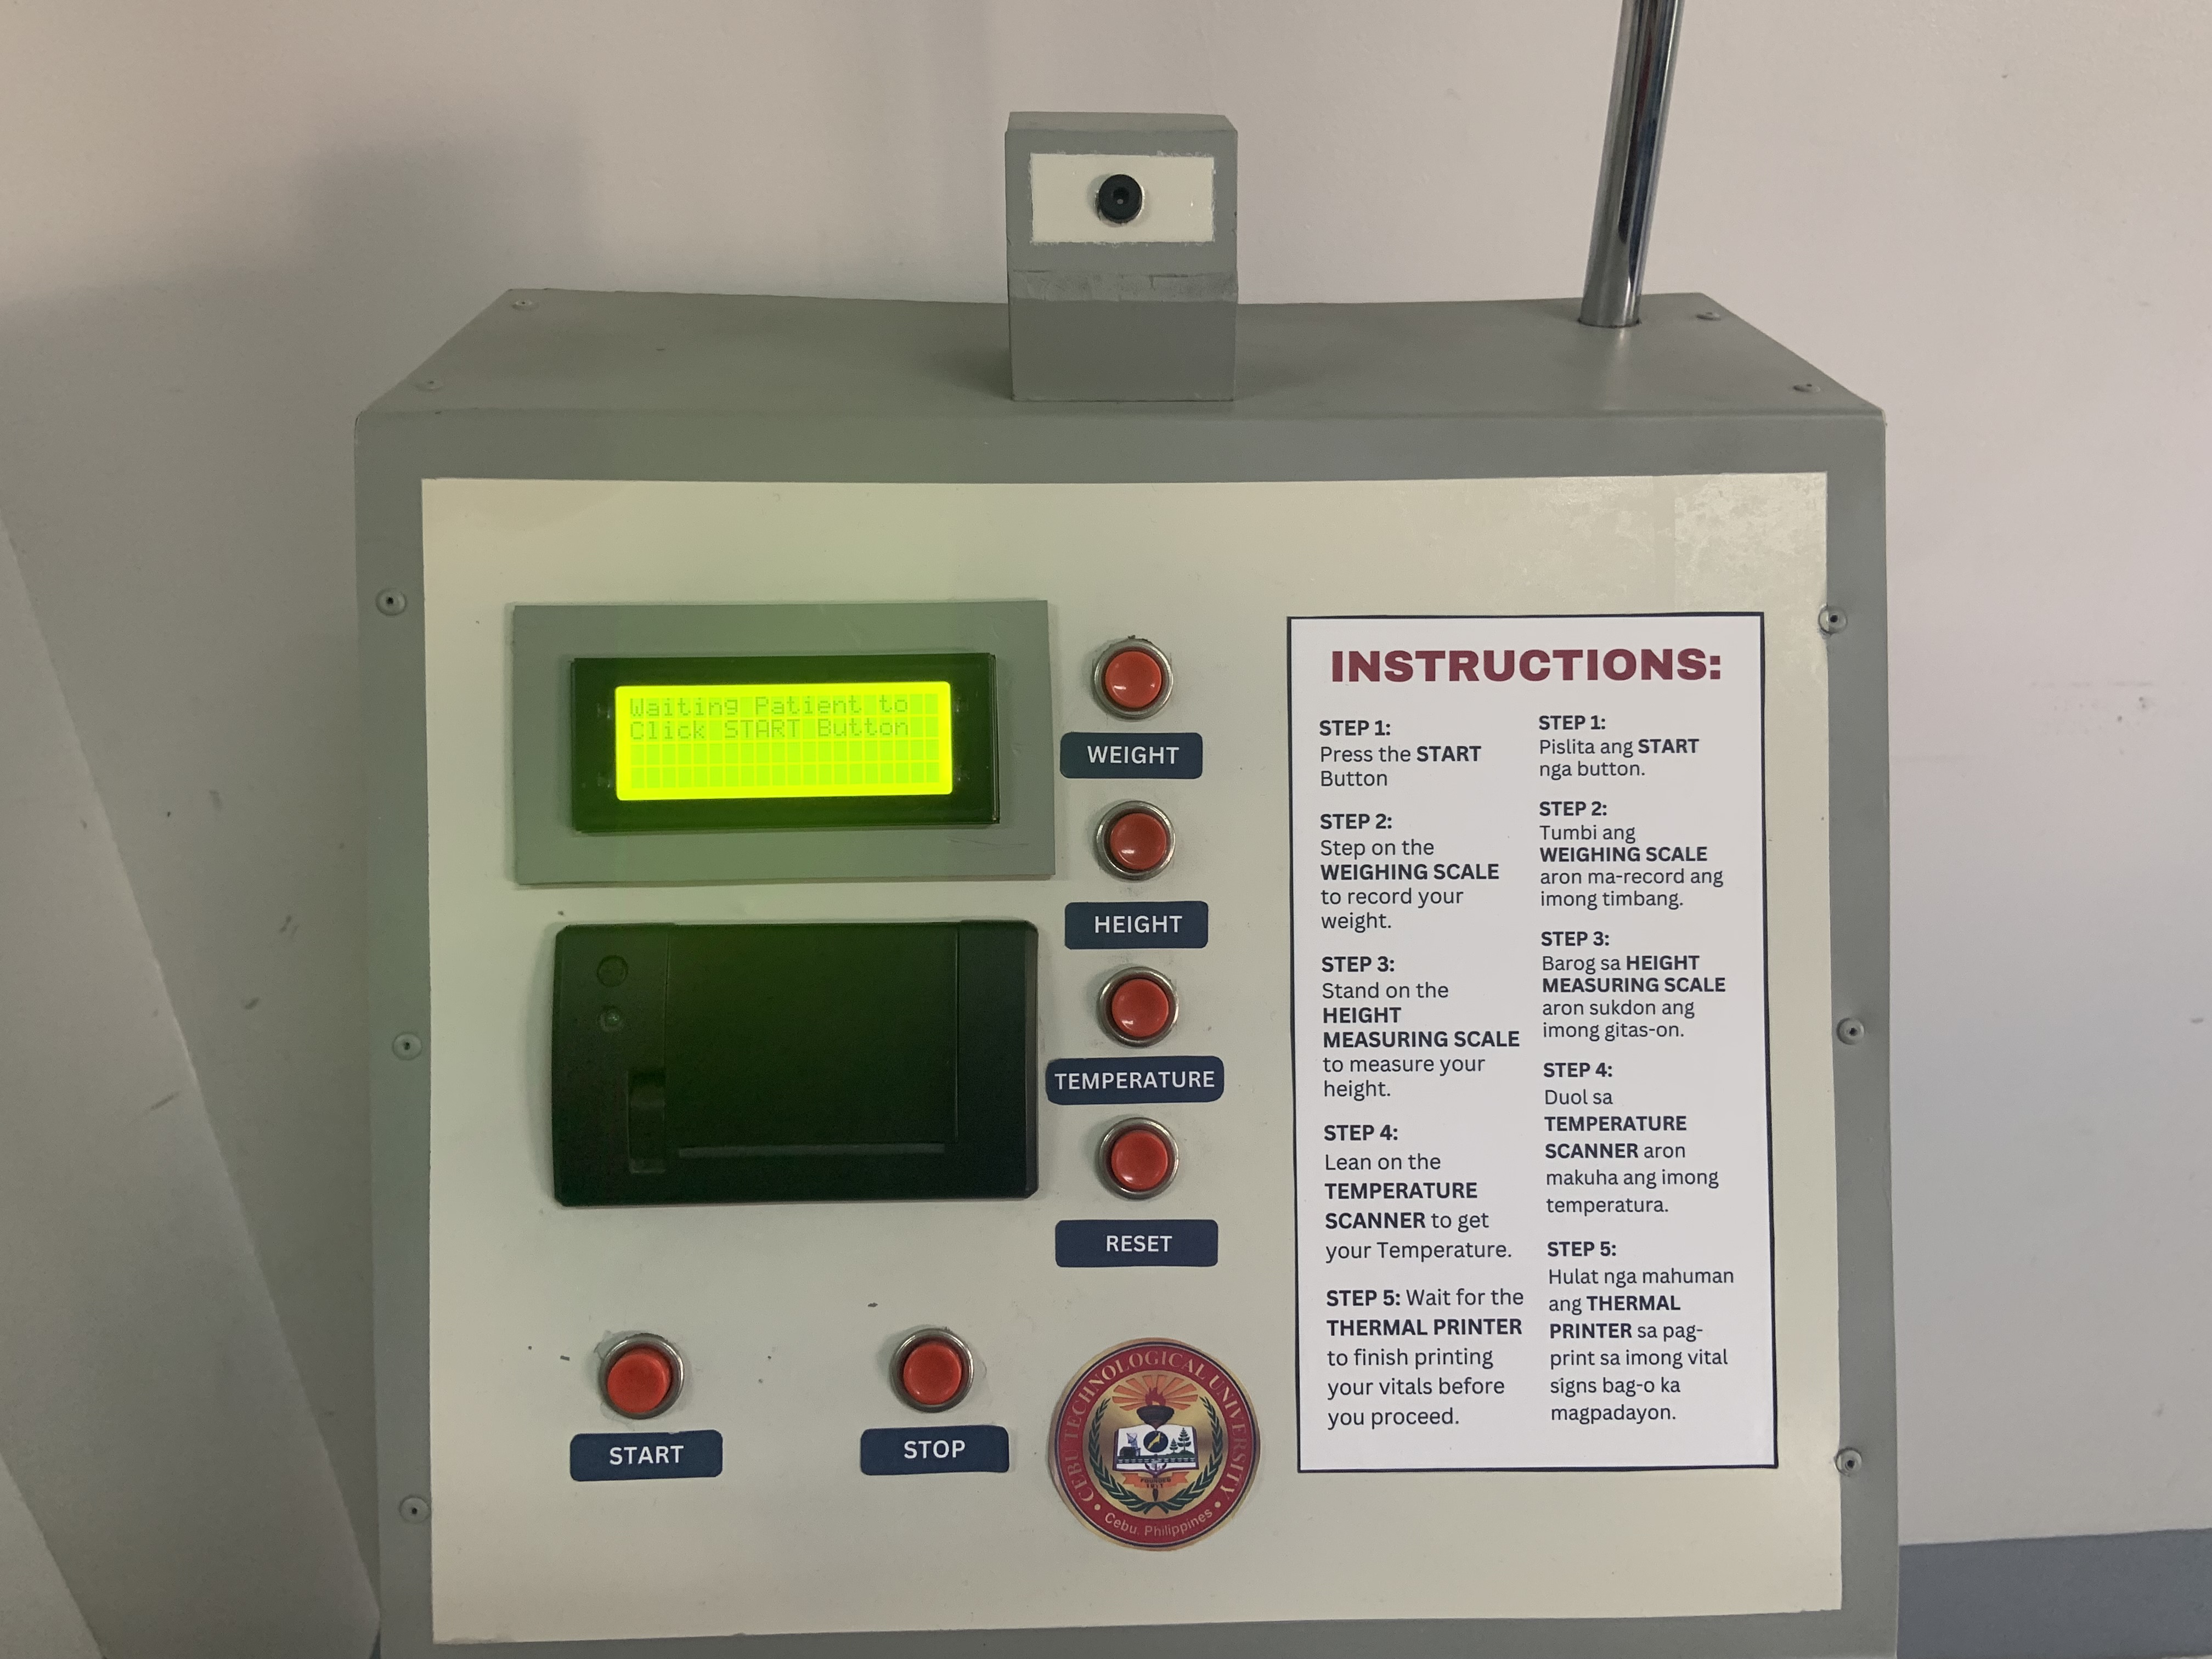 Waiting Patient to
Click START Button
WEIGHT
HEIGHT
TEMPERATURE
RESET
START
STOP
CEBU TECHNOLOGICAL UNIVERSITY
Cebu, Philippines
INSTRUCTIONS:
STEP 1:
Press the START
Button
STEP 2:
Step on the
WEIGHING SCALE
to record your
weight.
STEP 3:
Stand on the
HEIGHT
MEASURING SCALE
to measure your
height.
STEP 4:
Lean on the
TEMPERATURE
SCANNER to get
your Temperature.
STEP 5: Wait for the
THERMAL PRINTER
to finish printing
your vitals before
you proceed.
STEP 1:
Pislita ang START
nga button.
STEP 2:
Tumbi ang
WEIGHING SCALE
aron ma-record ang
imong timbang.
STEP 3:
Barog sa HEIGHT
MEASURING SCALE
aron sukdon ang
imong gitas-on.
STEP 4:
Duol sa
TEMPERATURE
SCANNER aron
makuha ang imong
temperatura.
STEP 5:
Hulat nga mahuman
ang THERMAL
PRINTER sa pag-
print sa imong vital
signs bag-o ka
magpadayon.